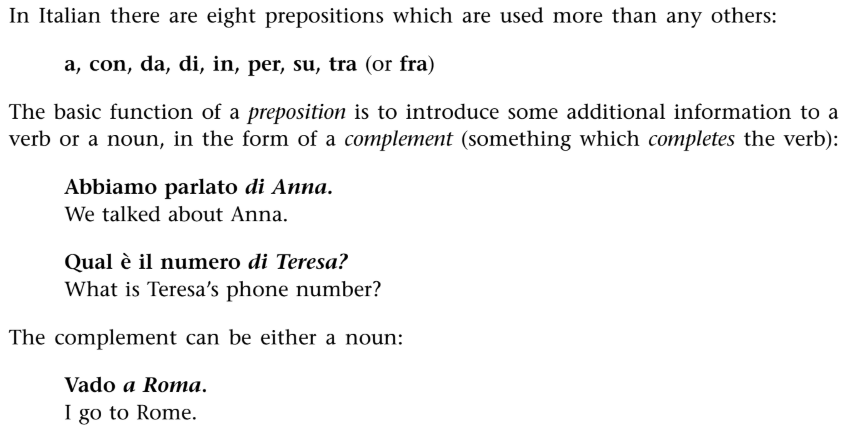 In Italian there are eight prepositions which are used more than any others:
a, con, da, di, in, per, su, tra (or fra)
The basic function of a preposition is to introduce some additional information to a
verb or a noun, in the form of a complement (something which completes the verb):
Abbiamo parlato di Anna.
We talked about Anna.
Qual è il numero di Teresa?
What is Teresa's phone number?
The complement can be either a noun:
Vado a Roma.
I go to Rome.